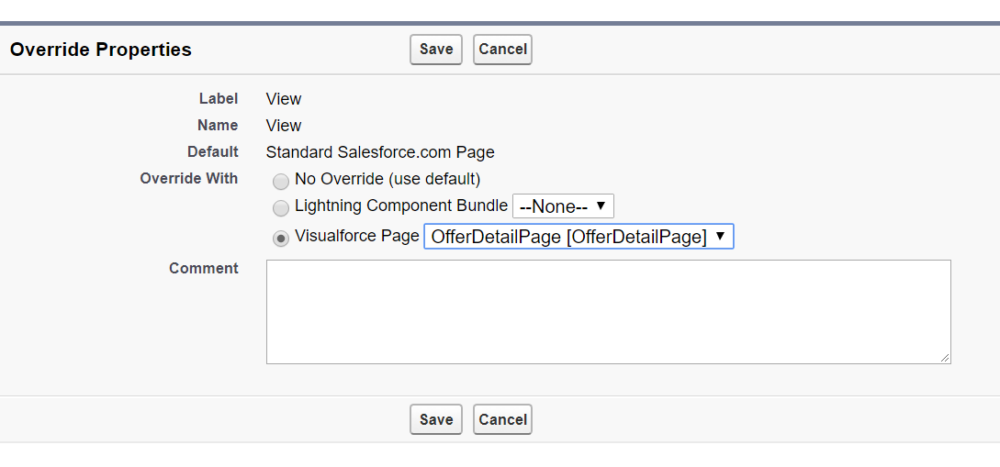 Override Properties Save Cancel
Label View
Name View
Default Standard Salesforce.com Page
Override With No Override (use default)
Lightning Component Bundle --None--
Visualforce Page OfferDetailPage [OfferDetailPage]
Comment
Save Cancel